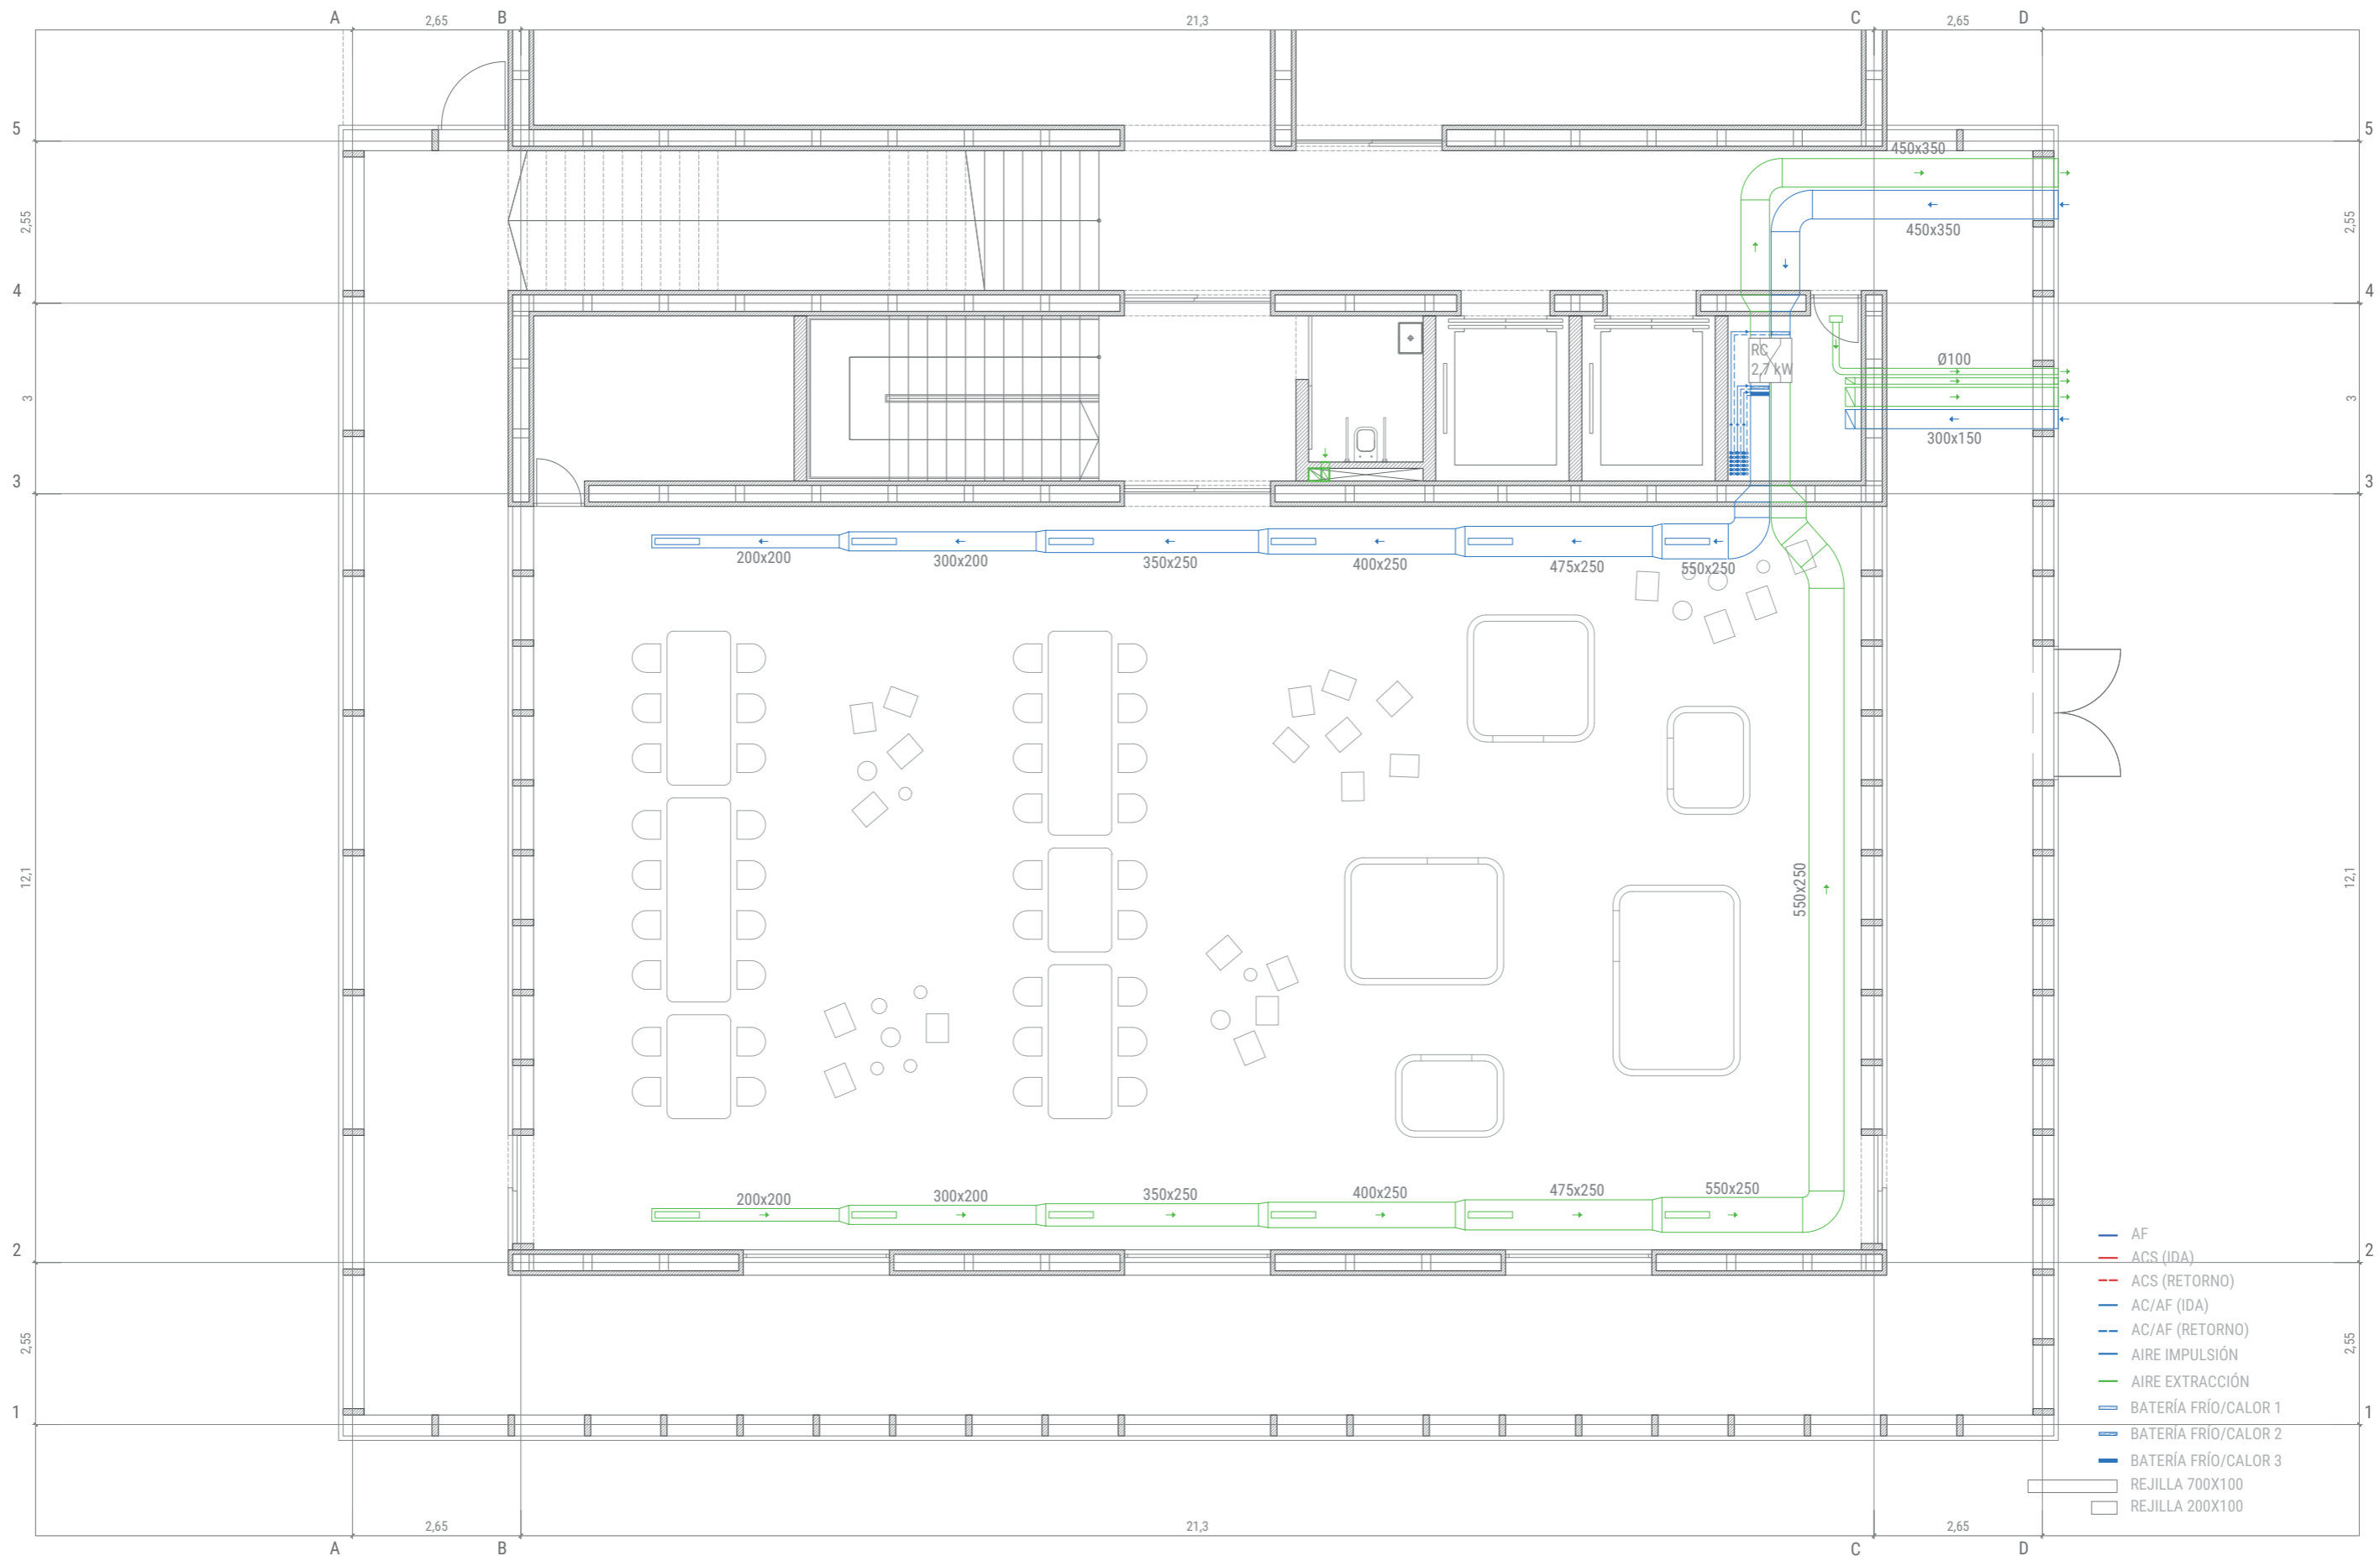 A
2,65
B
21,3
C
2,65
D
5
5
450x350
2,55
2,55
450x350
4
4
RC
2,7 kW
Ø100
3
3
300x150
3
3
200x200
300x200
350x250
400x250
475x250
550x250
12,1
550x250
12,1
200x200
300x200
350x250
400x250
475x250
550x250
2
2
AF
ACS (IDA)
ACS (RETORNO)
AC/AF (IDA)
AC/AF (RETORNO)
2,55
2,55
AIRE IMPULSIÓN
AIRE EXTRACCIÓN
1
1
BATERÍA FRÍO/CALOR 1
BATERÍA FRÍO/CALOR 2
BATERÍA FRÍO/CALOR 3
REJILLA 700X100
REJILLA 200X100
2,65
21,3
2,65
A
B
C
D